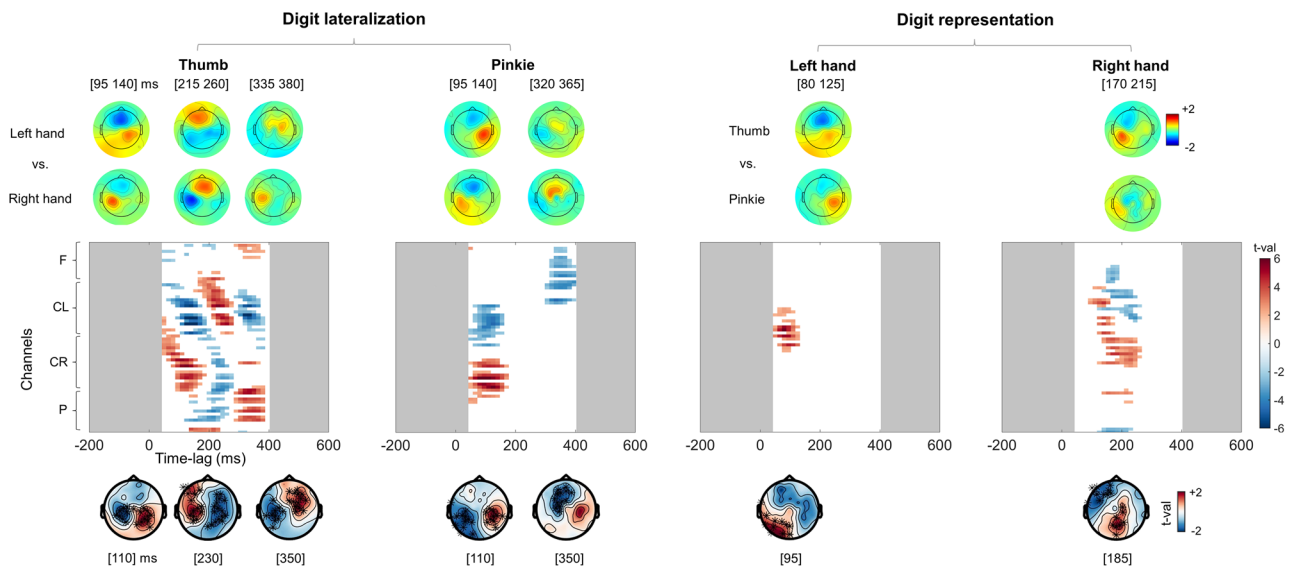 Digit lateralization
Digit representation
Thumb
Pinkie
Left hand
Right hand
[95 140] ms
[215 260]
[335 380]
[95 140]
[320 365]
[80 125]
[170 215]
Left hand
vs.
Right hand
Thumb
vs.
Pinkie
+2
-2
Channels
F
CL
CR
P
t-val
6
4
2
0
-2
-4
-6
-200 0 200 400 600
-200 0 200 400 600
-200 0 200 400 600
-200 0 200 400 600
Time-lag (ms)
t-val
+2
-2
[110] ms
[230]
[350]
[110]
[350]
[95]
[185]